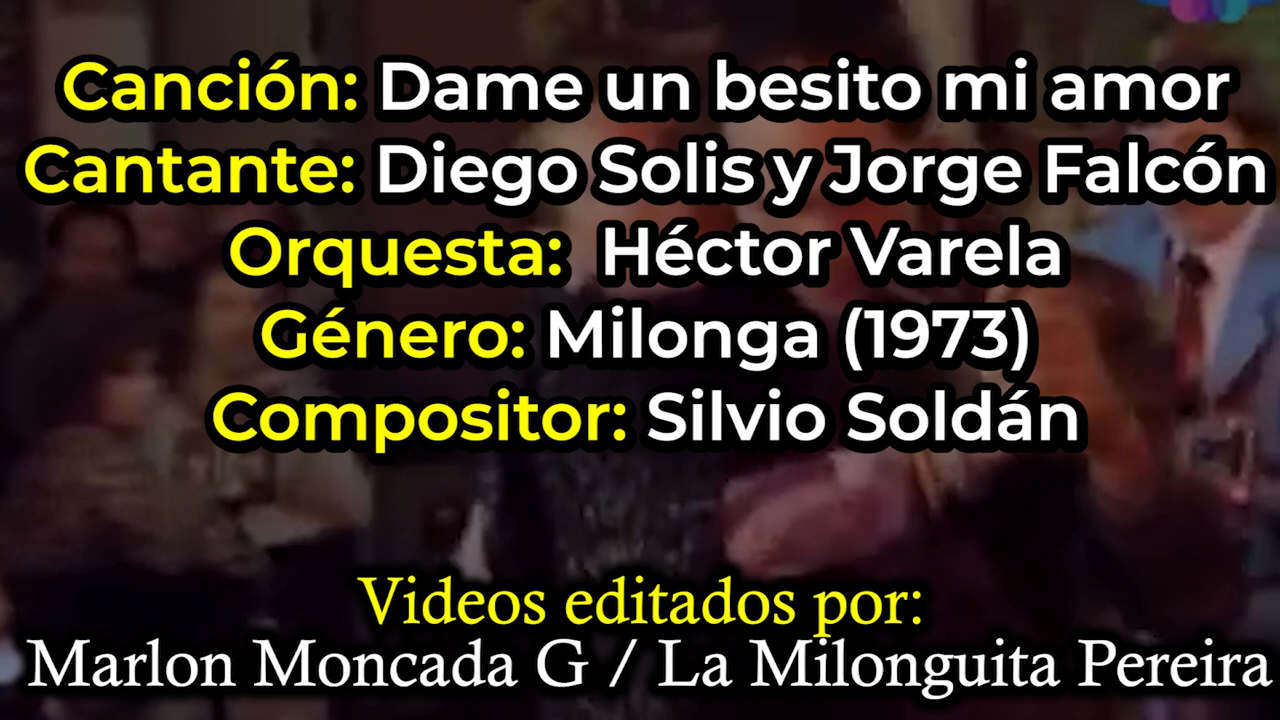 Canción: Dame un besito mi amor
Cantante: Diego Solis y Jorge Falcón
Orquesta: Héctor Varela
Género: Milonga (1973)
Compositor: Silvio Soldán
Videos editados por:
Marlon Moncada G / La Milonguita Pereira